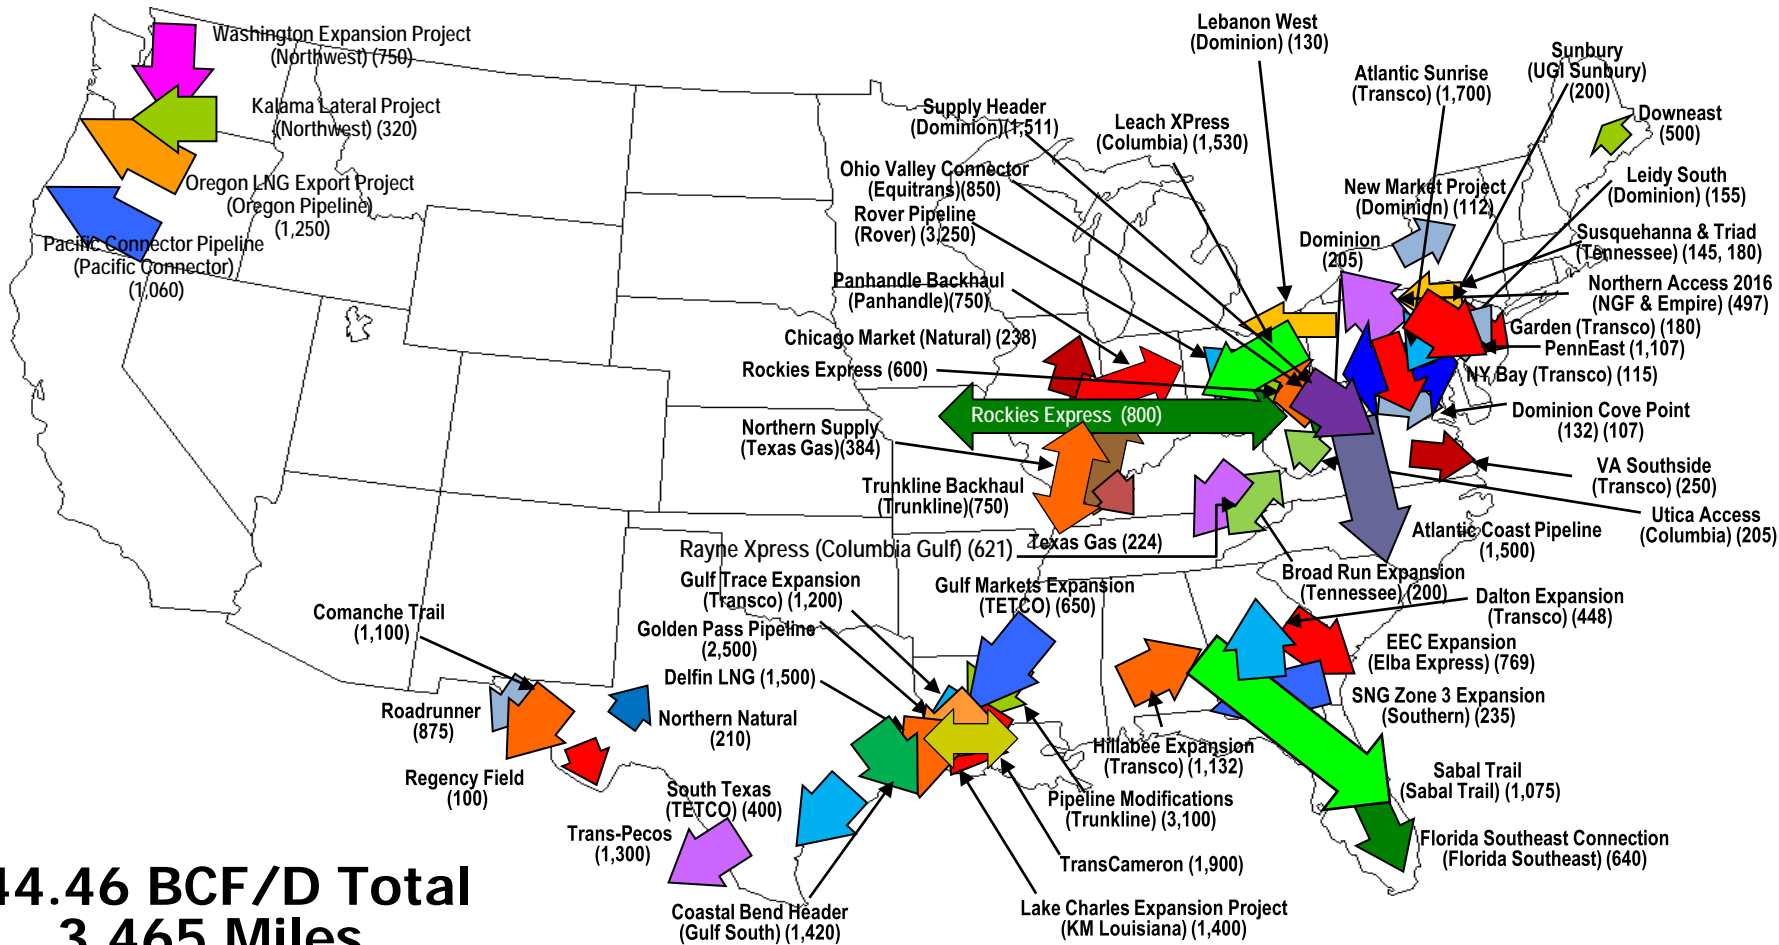 Washington Expansion Project
(Northwest) (750)
Kalama Lateral Project
(Northwest) (320)
Oregon LNG Export Project
(Oregon Pipeline)
(1,250)
Pacific Connector Pipeline
(Pacific Connector)
(1,060)
Lebanon West
(Dominion) (130)
Sunbury
(UGI Sunbury)
(200)
Atlantic Sunrise
(Transco) (1,700)
Downeast
(500)
Supply Header
(Dominion)(1,511)
Leach XPress
(Columbia) (1,530)
Ohio Valley Connector
(Equitrans)(850)
Rover Pipeline
(Rover) (3,250)
New Market Project
(Dominion) (112)
Leidy South
(Dominion) (155)
Dominion
(205)
Susquehanna & Triad
(Tennessee) (145, 180)
Panhandle Backhaul
(Panhandle)(750)
Northern Access 2016
(NGF & Empire) (497)
Chicago Market (Natural) (238)
Garden (Transco) (180)
PennEast (1,107)
Rockies Express (600)
NY Bay (Transco) (115)
Rockies Express (800)
Dominion Cove Point
(132) (107)
Northern Supply
(Texas Gas)(384)
VA Southside
(Transco) (250)
Trunkline Backhaul
(Trunkline)(750)
Utica Access
(Columbia) (205)
Atlantic Coast Pipeline
(1,500)
Rayne Xpress (Columbia Gulf) (621)
Texas Gas (224)
Broad Run Expansion
(Tennessee) (200)
Gulf Trace Expansion
(Transco) (1,200)
Gulf Markets Expansion
(TETCO) (650)
Dalton Expansion
(Transco) (448)
Comanche Trail
(1,100)
Golden Pass Pipeline
(2,500)
EEC Expansion
(Elba Express) (769)
Delfin LNG (1,500)
SNG Zone 3 Expansion
(Southern) (235)
Roadrunner
(875)
Northern Natural
(210)
Hillabee Expansion
(Transco) (1,132)
Regency Field
(100)
Sabal Trail
(Sabal Trail) (1,075)
South Texas
(TETCO) (400)
Pipeline Modifications
(Trunkline) (3,100)
Trans-Pecos
(1,300)
Florida Southeast Connection
(Florida Southeast) (640)
TransCameron (1,900)
Coastal Bend Header
(Gulf South) (1,420)
Lake Charles Expansion Project
(KM Louisiana) (1,400)
44.46 BCF/D Total
3,465 Miles